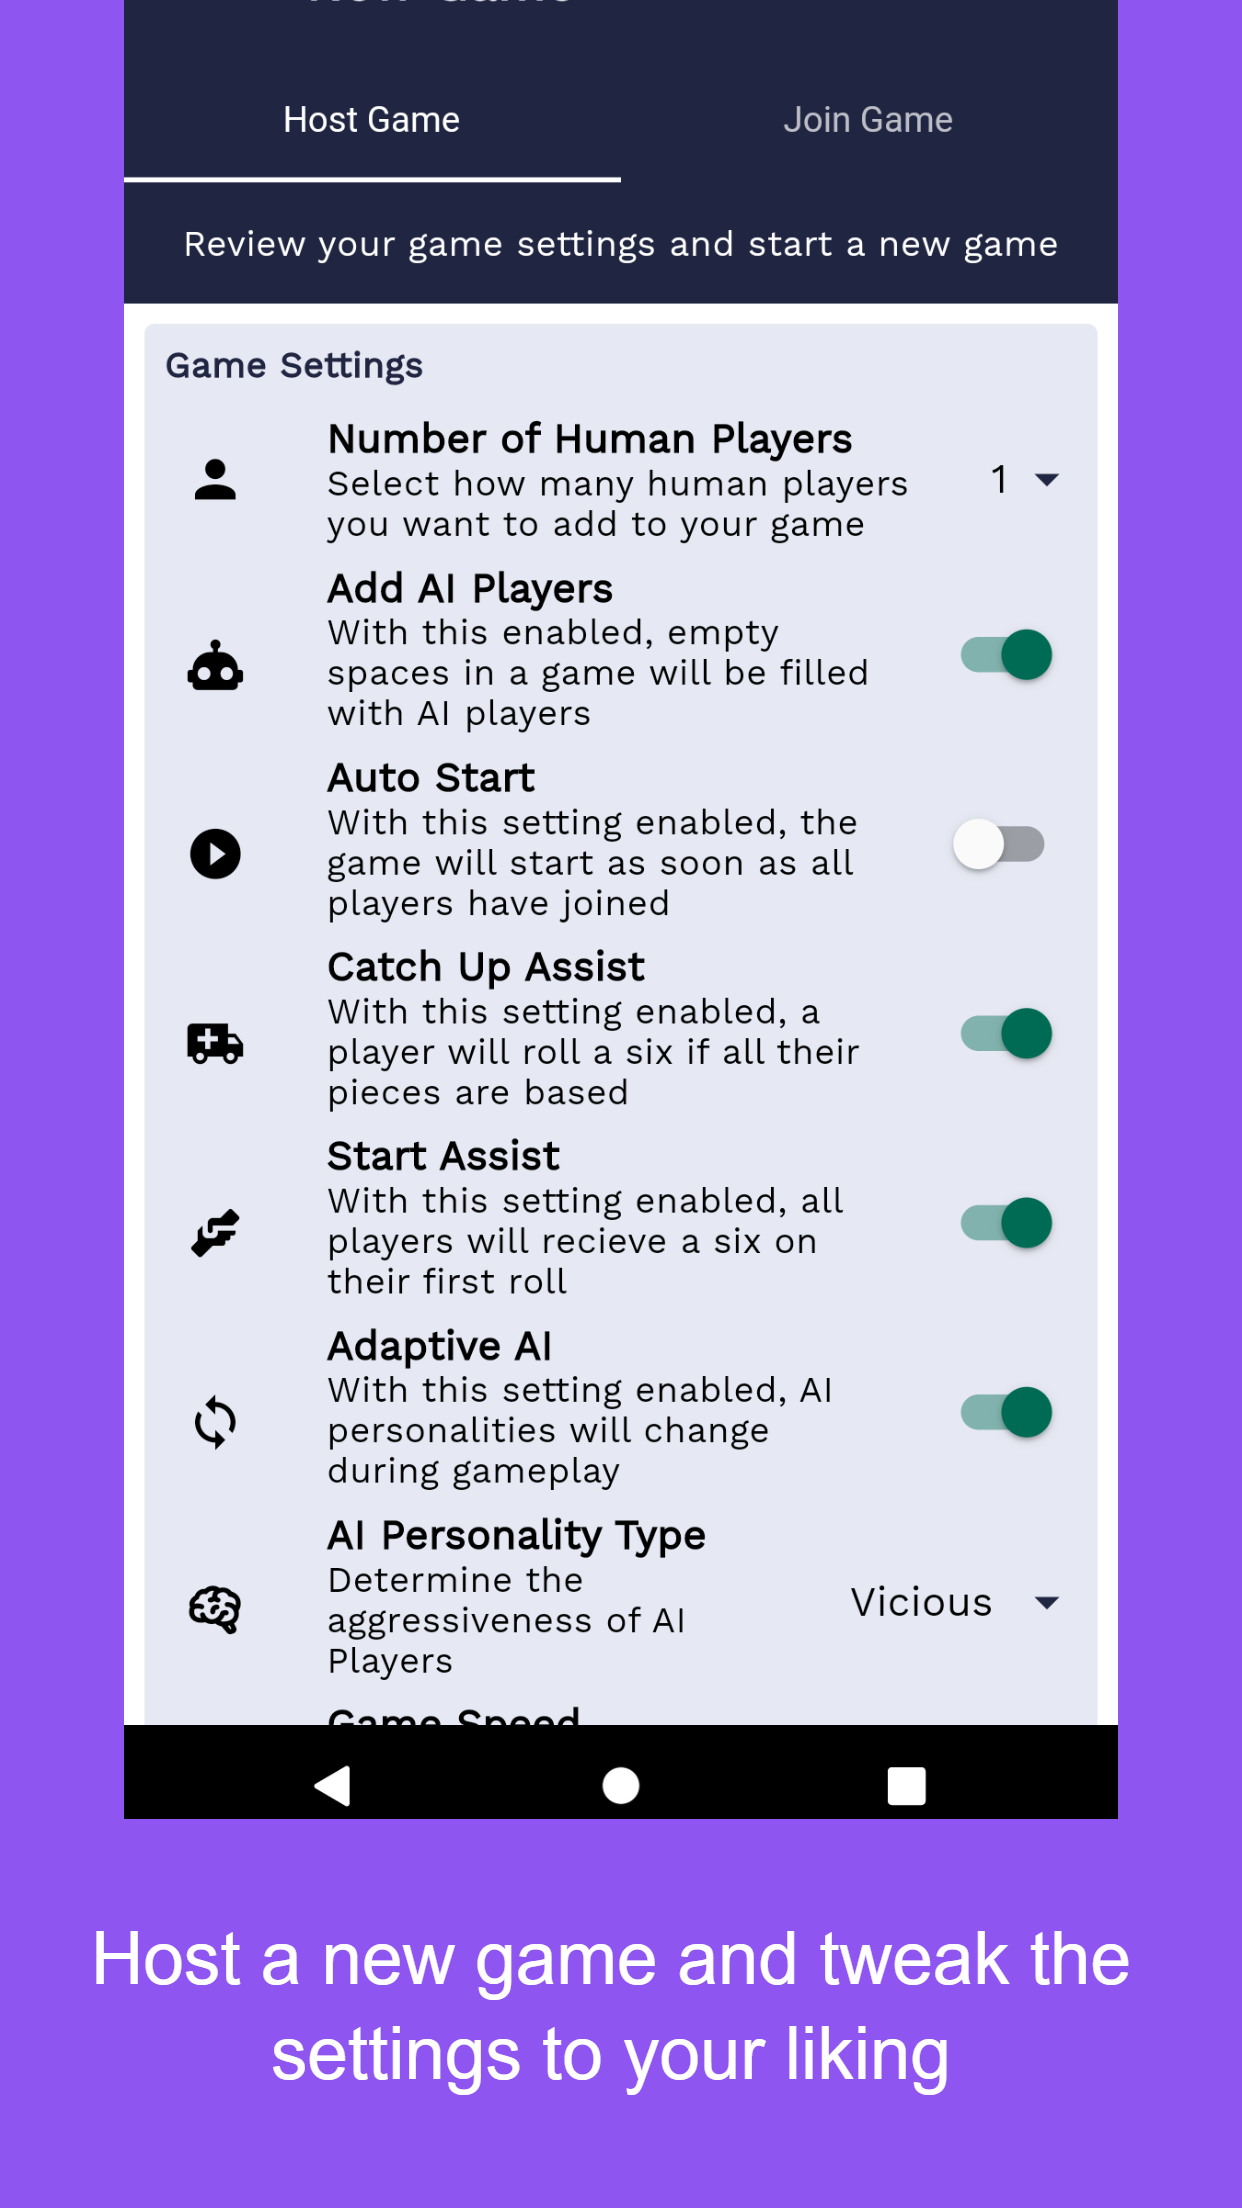 Host Game
Join Game
Review your game settings and start a new game
Game Settings
Number of Human Players
Select how many human players
you want to add to your game
1
Add AI Players
With this enabled, empty
spaces in a game will be filled
with AI players
Auto Start
With this setting enabled, the
game will start as soon as all
players have joined
Catch Up Assist
With this setting enabled, a
player will roll a six if all their
pieces are based
Start Assist
With this setting enabled, all
players will recieve a six on
their first roll
Adaptive AI
With this setting enabled, AI
personalities will change
during gameplay
AI Personality Type
Determine the
aggressiveness of AI
Players
Vicious
Game Speed
Host a new game and tweak the
settings to your liking